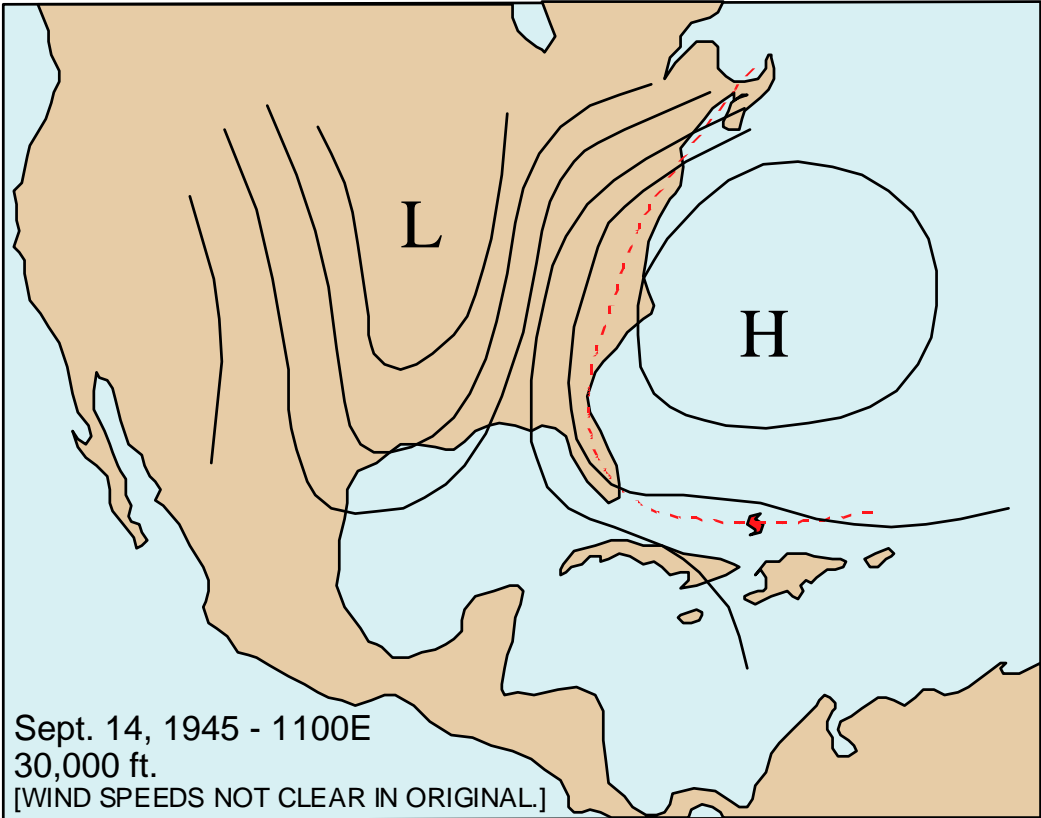 L
H
Sept. 14, 1945 - 1100E
30,000 ft.
[WIND SPEEDS NOT CLEAR IN ORIGINAL.]